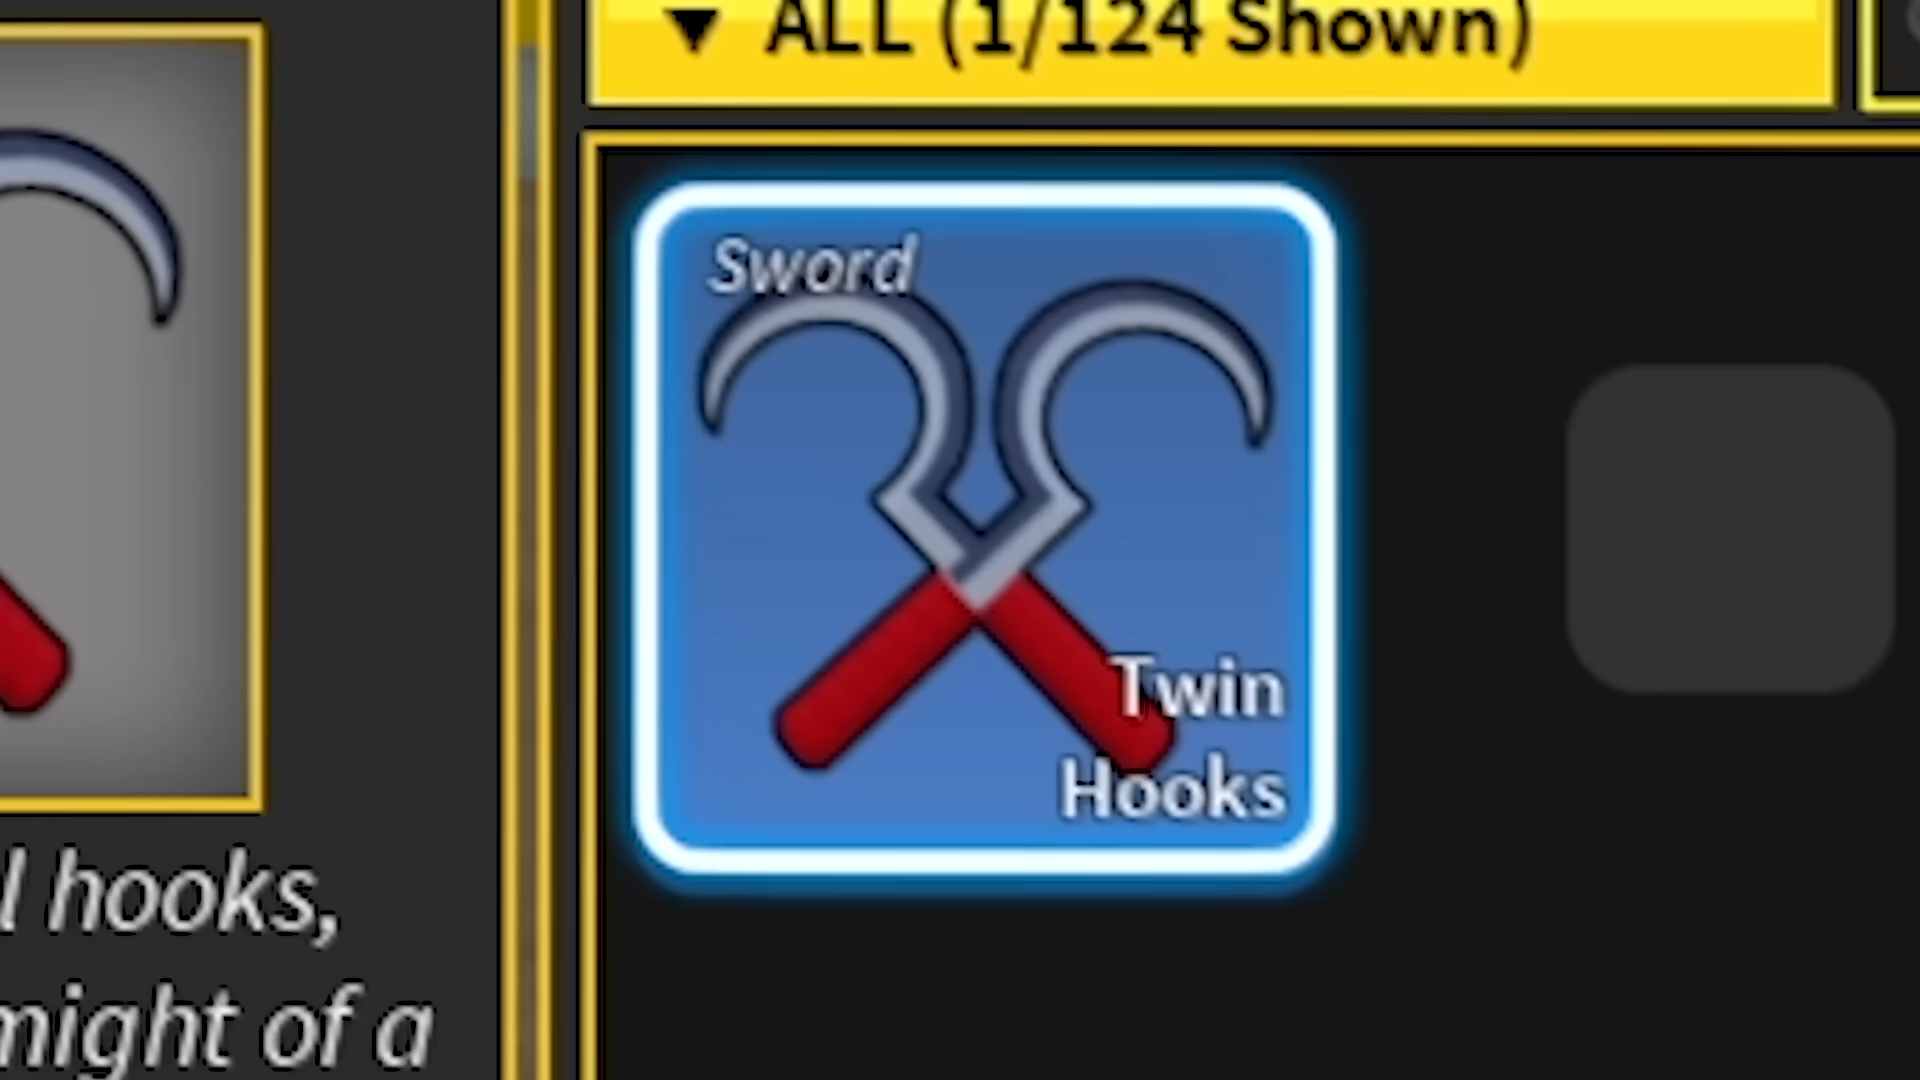 ▼ ALL (1/124 Shown)
Sword
Twin
Hooks
l hooks,
might of a